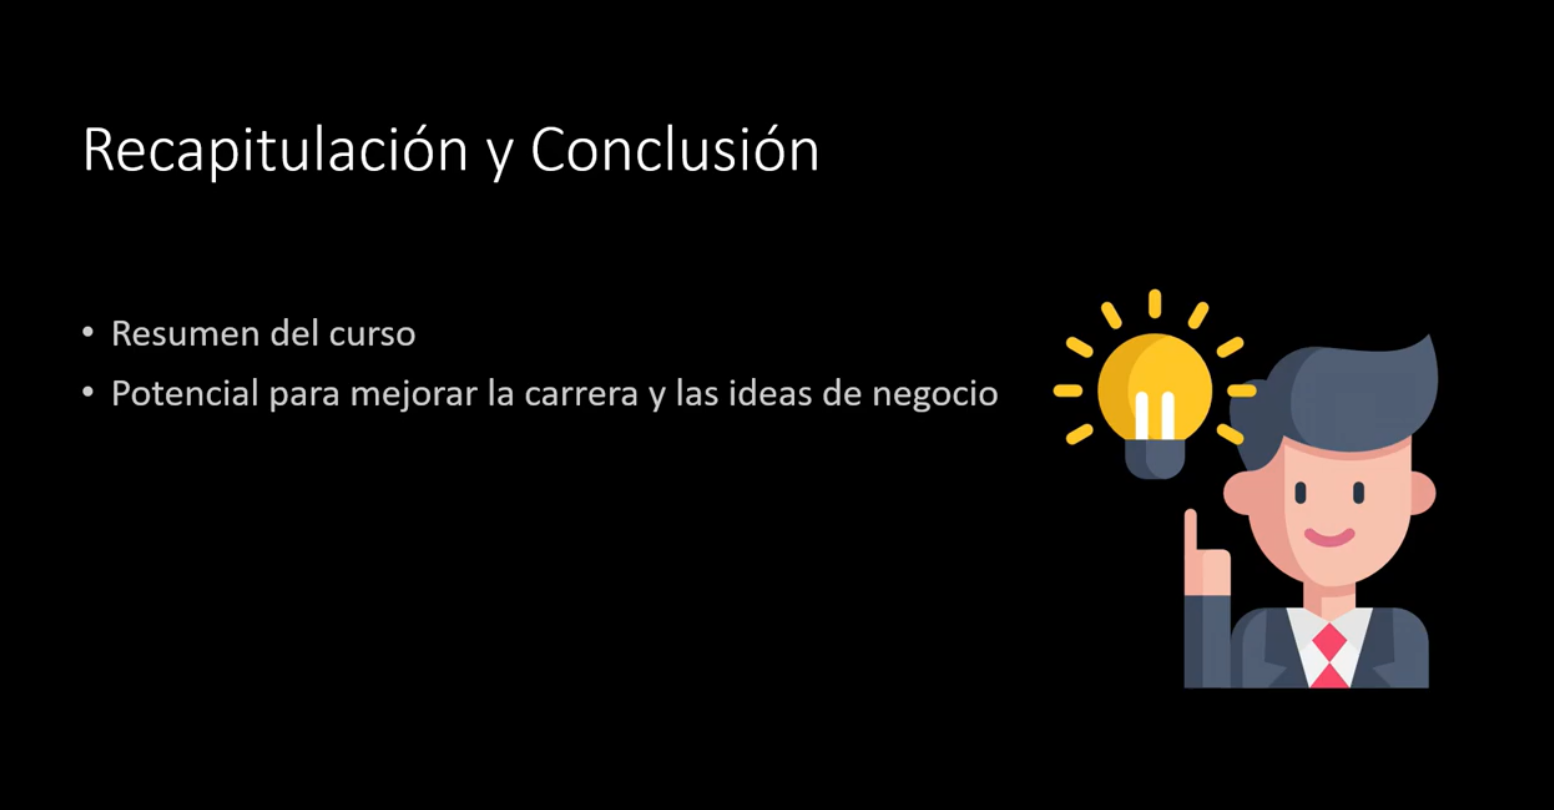 Recapitulación y Conclusión
• Resumen del curso
• Potencial para mejorar la carrera y las ideas de negocio